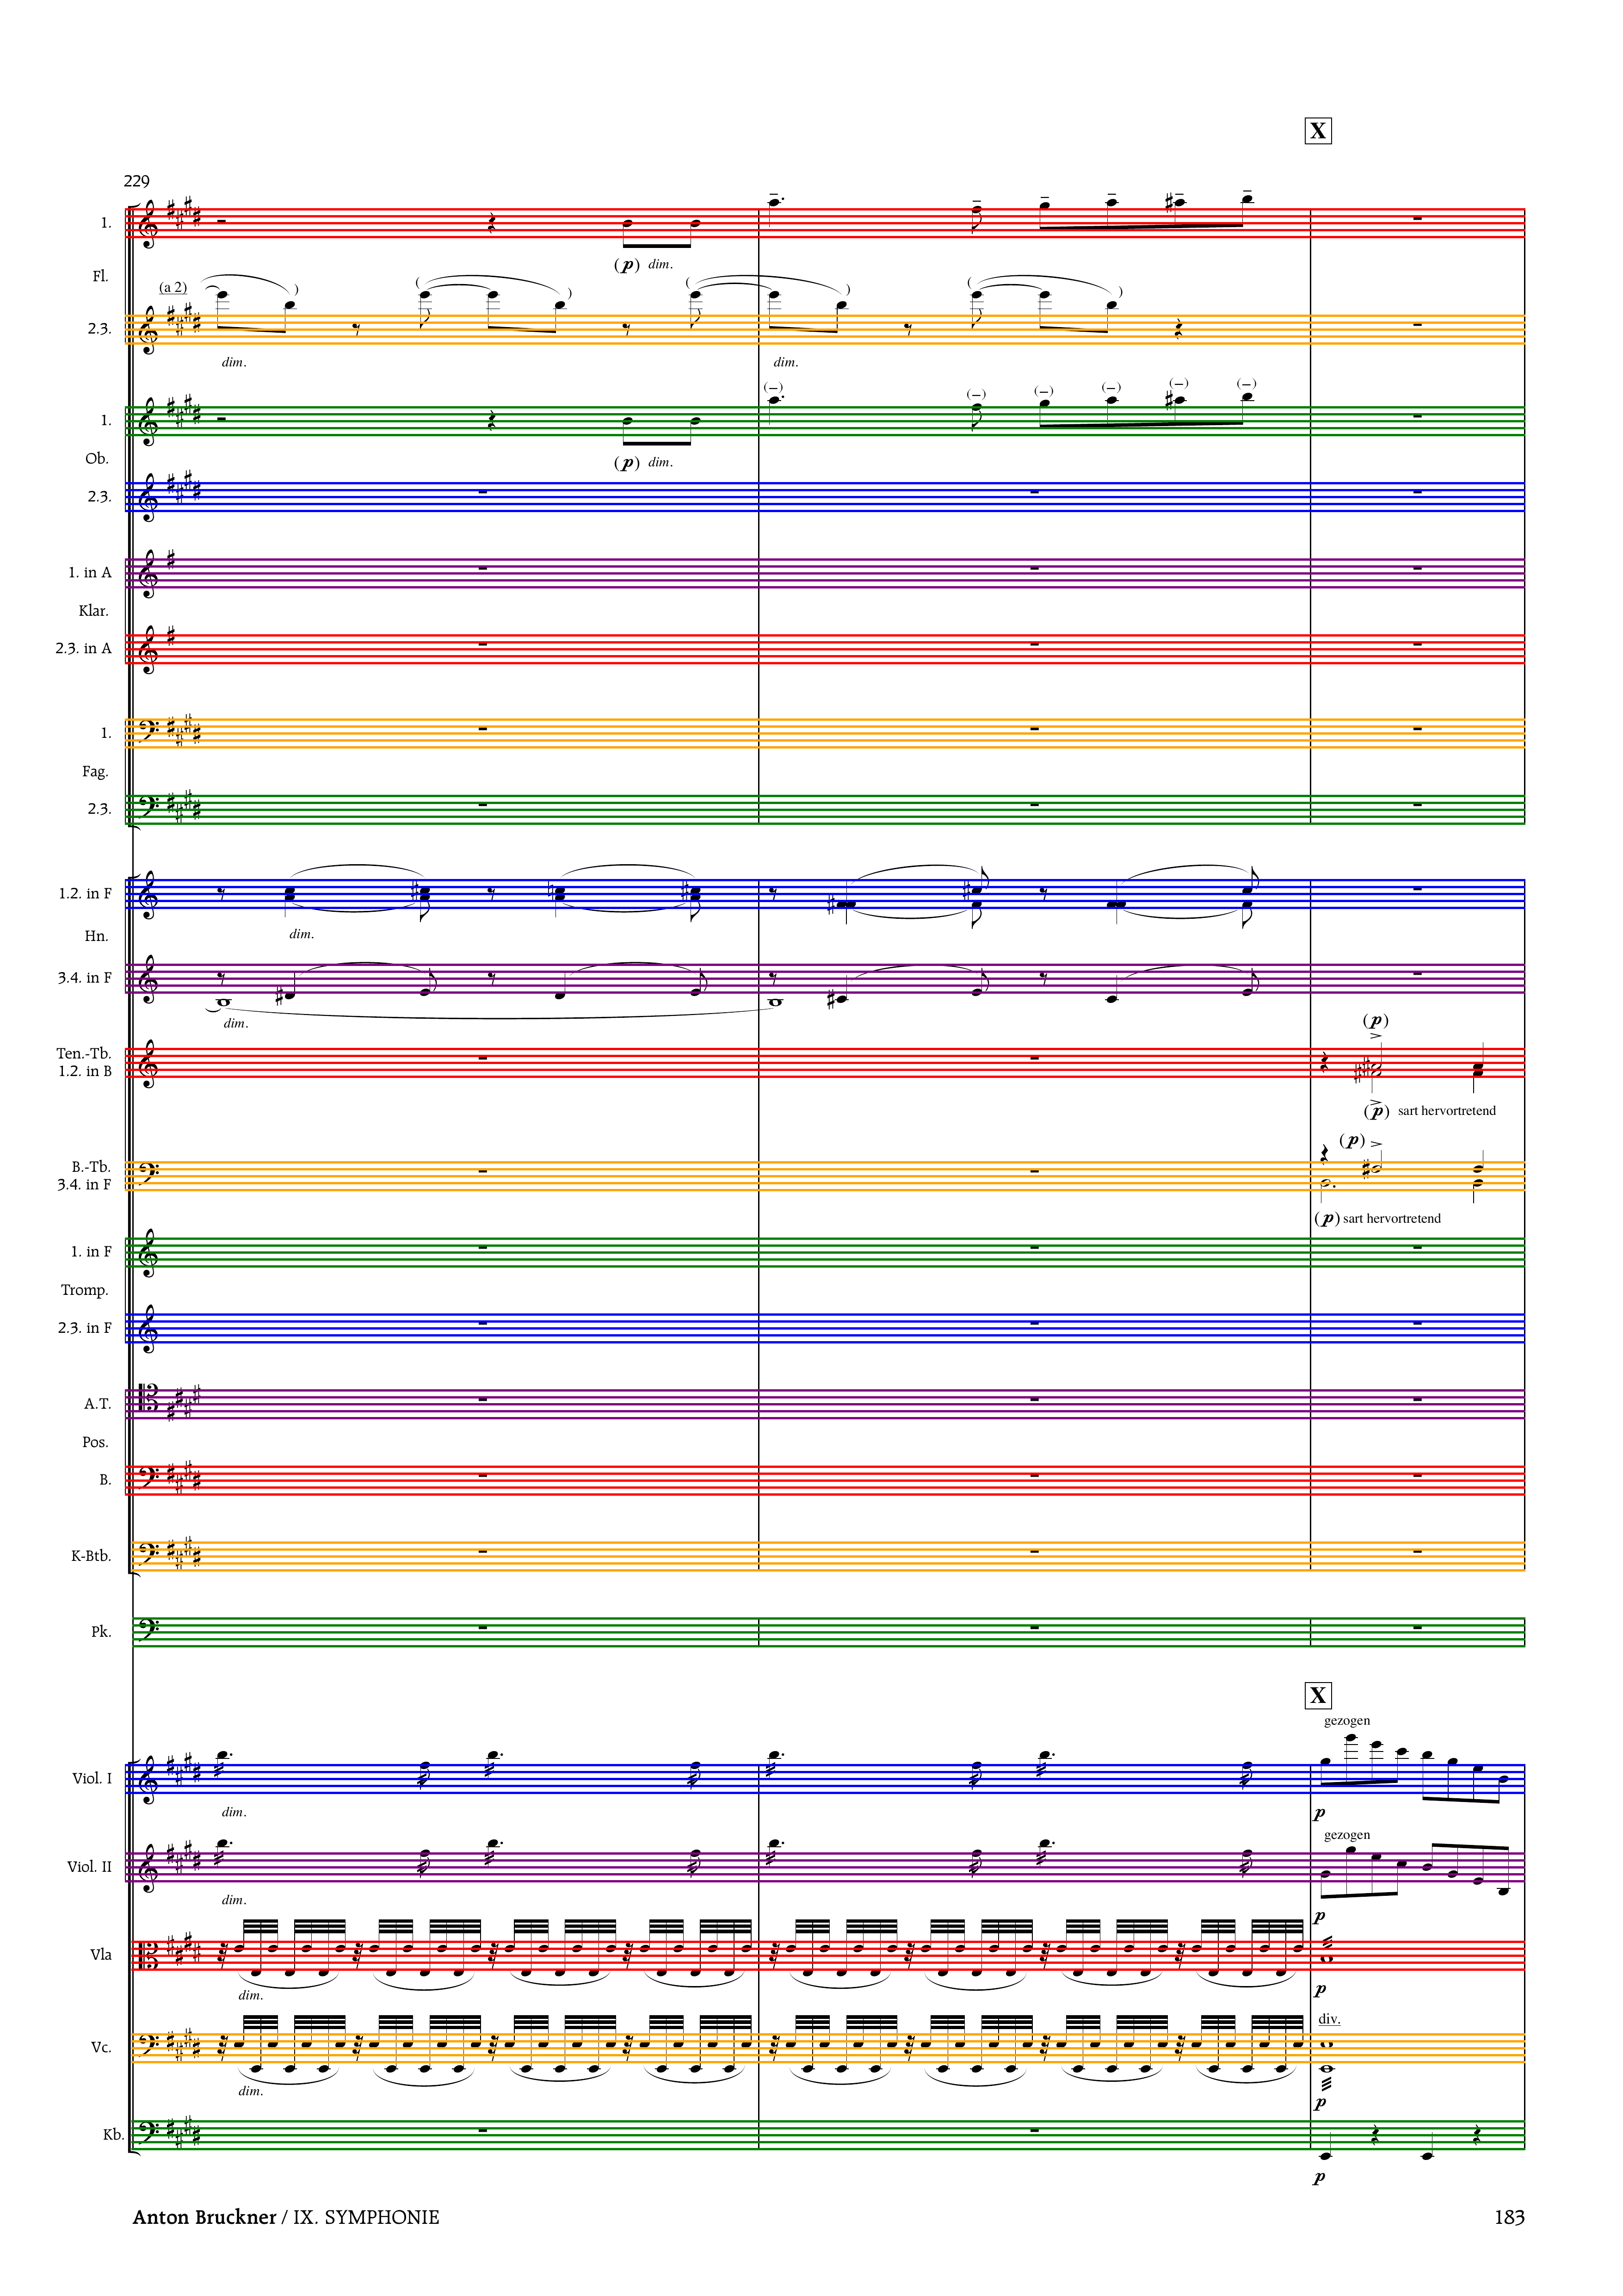 X
229
1.
(p) dim.
Fl.
(a 2)
2.3.
dim. dim.
1.
(p) dim.
Ob.
2.3.
1. in A
Klar.
2.3. in A
1.
Fag.
2.3.
1.2. in F
dim.
Hn.
3.4. in F
dim.
(p)
Ten.-Tb.
1.2. in B
(p) sart hervortretend
(p)
B.-Tb.
3.4. in F
(p) sart hervortretend
1. in F
Tromp.
2.3. in F
A.T.
Pos.
B.
K-Btb.
Pk.
X
gezogen
Viol. I
dim. p
gezogen
Viol. II
dim. p
Vla
dim. p
div.
Vc.
dim. p
Kb.
p
Anton Bruckner / IX. SYMPHONIE 183